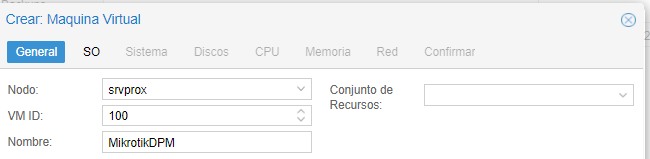 Crear: Maquina Virtual
General SO Sistema Discos CPU Memoria Red Confirmar
Nodo: srvprox Conjunto de
Recursos:
VM ID: 100
Nombre: MikrotikDPM